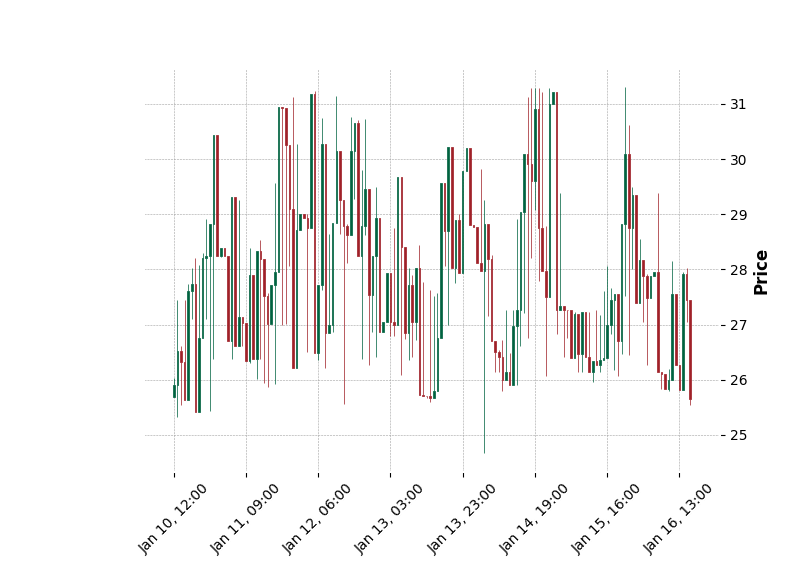 31
30
29
28
27
26
25
Price
Jan 10, 12:00
Jan 11, 09:00
Jan 12, 06:00
Jan 13, 03:00
Jan 13, 23:00
Jan 14, 19:00
Jan 15, 16:00
Jan 16, 13:00